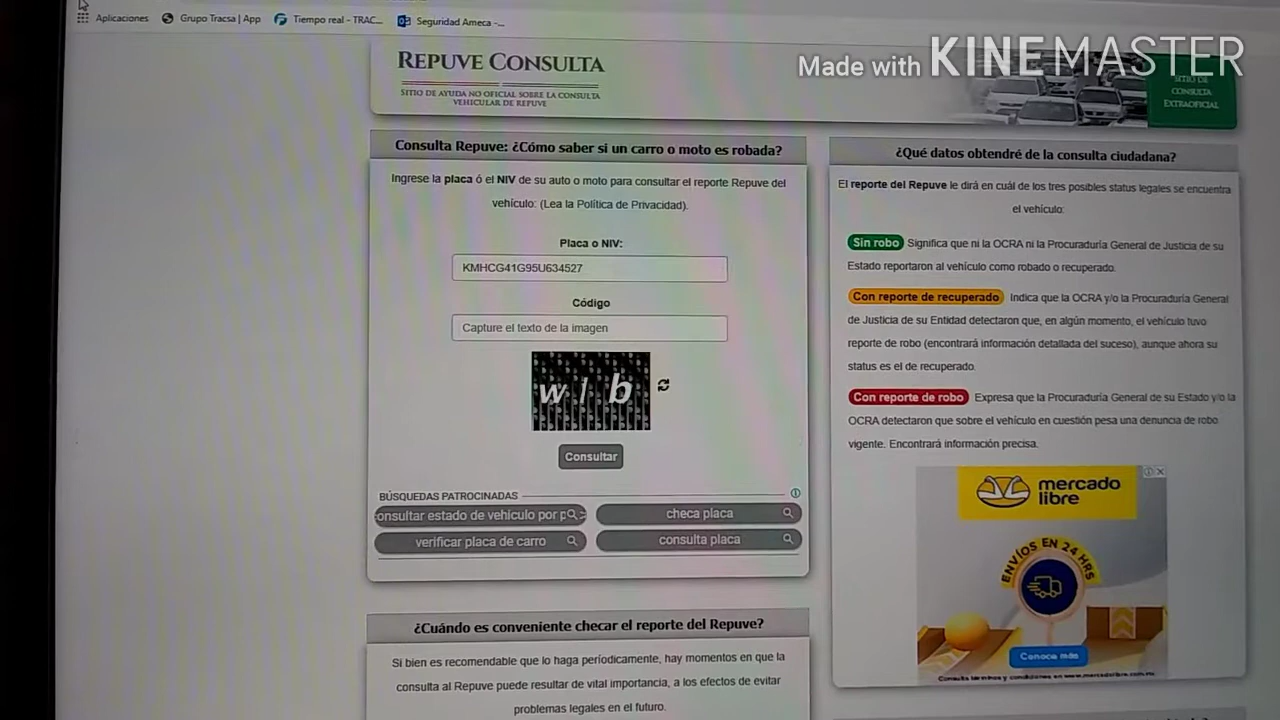 Aplicaciones
Grupo Tracsa | App
Tiempo real - TRAC...
Seguridad Ameca -...
Made with KINEMASTER
REPUVE CONSULTA
SITIO DE AYUDA NO OFICIAL SOBRE LA CONSULTA
VEHICULAR DE REPUVE
SITIO DE
CONSULTA
EXTRAOFICIAL
Consulta Repuve: ¿Cómo saber si un carro o moto es robada?
Ingrese la placa ó el NIV de su auto o moto para consultar el reporte Repuve del
vehículo: (Lea la Política de Privacidad).
Placa o NIV:
KMHCG41G95U634527
Código
Capture el texto de la imagen
w l b
Consultar
BÚSQUEDAS PATROCINADAS
onsultar estado de vehículo por p
checa placa
verificar placa de carro
consulta placa
¿Cuándo es conveniente checar el reporte del Repuve?
Si bien es recomendable que lo haga períodicamente, hay momentos en que la
consulta al Repuve puede resultar de vital importancia, a los efectos de evitar
problemas legales en el futuro.
¿Qué datos obtendré de la consulta ciudadana?
El reporte del Repuve le dirá en cuál de los tres posibles status legales se encuentra
el vehículo:
Sin robo Significa que ni la OCRA ni la Procuraduría General de Justicia de su
Estado reportaron al vehículo como robado o recuperado.
Con reporte de recuperado Indica que la OCRA y/o la Procuraduría General
de Justicia de su Entidad detectaron que, en algún momento, el vehículo tuvo
reporte de robo (encontrará información detallada del suceso), aunque ahora su
status es el de recuperado.
Con reporte de robo Expresa que la Procuraduría General de su Estado y/o la
OCRA detectaron que sobre el vehículo en cuestión pesa una denuncia de robo
vigente. Encontrará información precisa.
mercado
libre
ENVÍOS EN 24 HRS
Conoce más
Consulta términos y condiciones en www.mercadolibre.com.mx